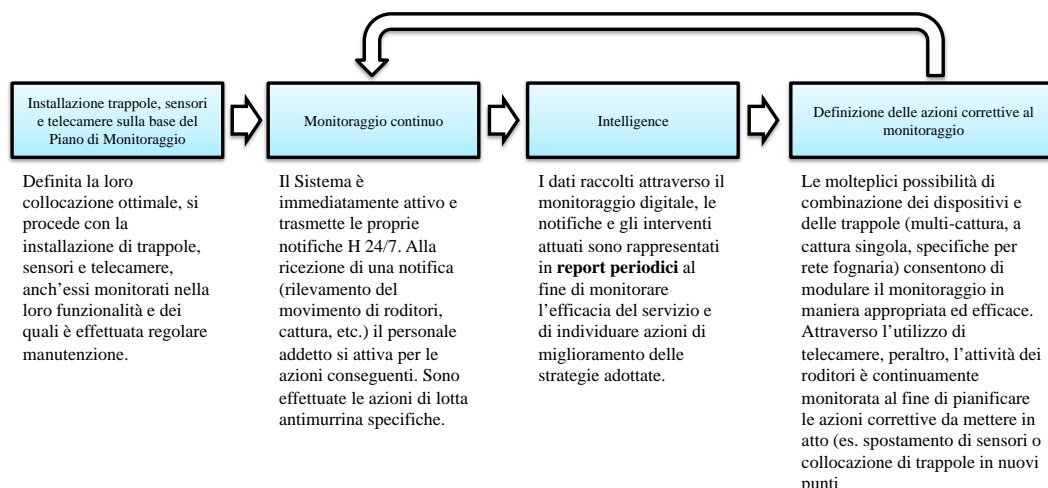 Installazione trappole, sensori
e telecamere sulla base del
Piano di Monitoraggio
Monitoraggio continuo
Intelligence
Definizione delle azioni correttive al
monitoraggio
Definita la loro
collocazione ottimale, si
procede con la
installazione di trappole,
sensori e telecamere,
anch’essi monitorati nella
loro funzionalità e dei
quali è effettuata regolare
manutenzione.
Il Sistema è
immediatamente attivo e
trasmette le proprie
notifiche H 24/7. Alla
ricezione di una notifica
(rilevamento del
movimento di roditori,
cattura, etc.) il personale
addetto si attiva per le
azioni conseguenti. Sono
effettuate le azioni di lotta
antimurrina specifiche.
I dati raccolti attraverso il
monitoraggio digitale, le
notifiche e gli interventi
attuati sono rappresentati
in report periodici al
fine di monitorare
l’efficacia del servizio e
di individuare azioni di
miglioramento delle
strategie adottate.
Le molteplici possibilità di
combinazione dei dispositivi e
delle trappole (multi-cattura, a
cattura singola, specifiche per
rete fognaria) consentono di
modulare il monitoraggio in
maniera appropriata ed efficace.
Attraverso l’utilizzo di
telecamere, peraltro, l’attività dei
roditori è continuamente
monitorata al fine di pianificare
le azioni correttive da mettere in
atto (es. spostamento di sensori o
collocazione di trappole in nuovi
punti